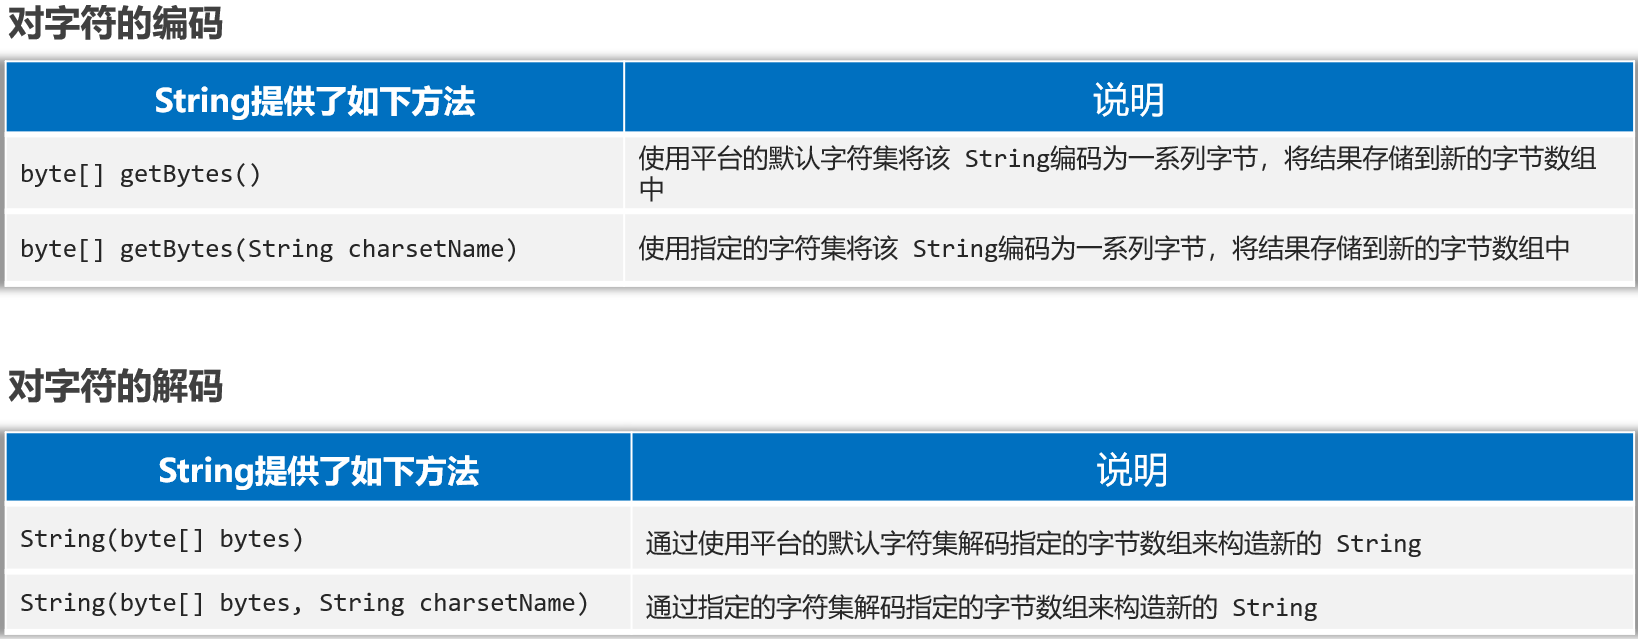 对字符的编码
String提供了如下方法
说明
byte[] getBytes()
使用平台的默认字符集将该 String编码为一系列字节，将结果存储到新的字节数组
中
byte[] getBytes(String charsetName)
使用指定的字符集将该 String编码为一系列字节，将结果存储到新的字节数组中
对字符的解码
String提供了如下方法
说明
String(byte[] bytes)
通过使用平台的默认字符集解码指定的字节数组来构造新的 String
String(byte[] bytes, String charsetName)
通过指定的字符集解码指定的字节数组来构造新的 String